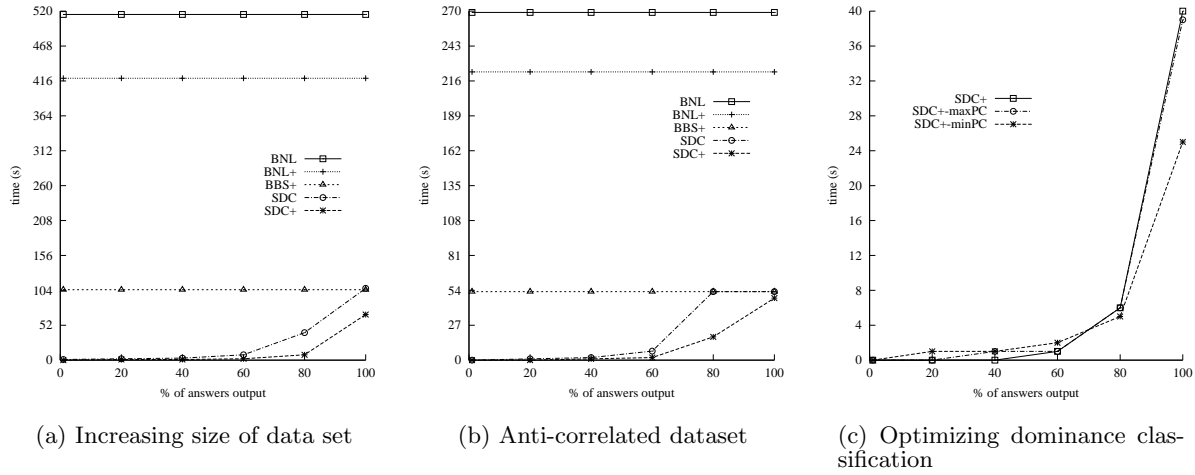 520
468
416
364
312
260
208
156
104
52
0
time (s)
BNL
BNL+
BBS+
SDC
SDC+
0 20 40 60 80 100
% of answers output
(a) Increasing size of data set
270
243
216
189
162
135
108
81
54
27
0
time (s)
BNL
BNL+
BBS+
SDC
SDC+
0 20 40 60 80 100
% of answers output
(b) Anti-correlated dataset
40
36
32
28
24
20
16
12
8
4
0
time (s)
SDC+
SDC+-maxPC
SDC+-minPC
0 20 40 60 80 100
% of answers output
(c) Optimizing dominance clas-
sification